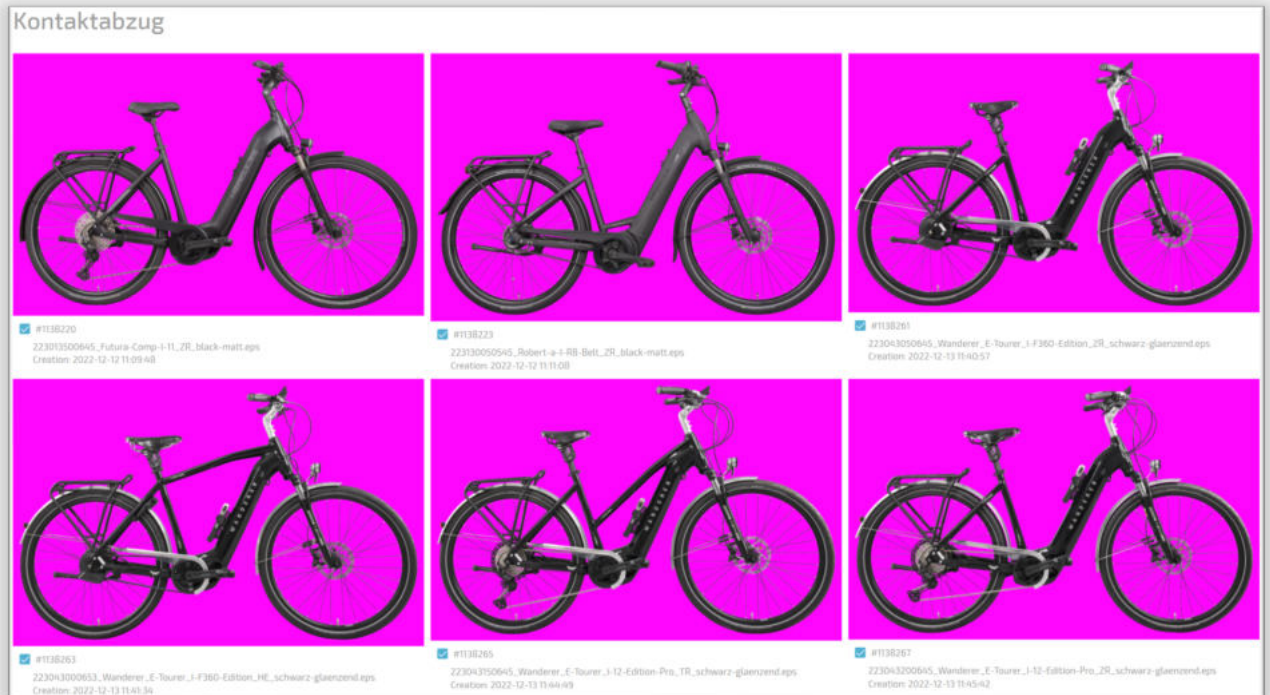 Kontaktabzug
#1138220
223013500645_Futura-Comp-I-11_ZR_black-matt.eps
Creation: 2022-12-12 11:09:48
#1138223
223130050545_Robert-a-I-R8-Belt_ZR_black-matt.eps
Creation: 2022-12-12 11:11:08
WANDERER
#1138261
223043050645_Wanderer_E-Tourer_I-F360-Edition_ZR_schwarz-glaenzend.eps
Creation: 2022-12-13 11:40:57
WANDERER
#1138263
223043000653_Wanderer_E-Tourer_I-F360-Edition_HE_schwarz-glaenzend.eps
Creation: 2022-12-13 11:41:34
WANDERER
#1138265
223043150645_Wanderer_E-Tourer_I-12-Edition-Pro_TR_schwarz-glaenzend.eps
Creation: 2022-12-13 11:44:49
WANDERER
#1138267
223043200645_Wanderer_E-Tourer_I-12-Edition-Pro_ZR_schwarz-glaenzend.eps
Creation: 2022-12-13 11:45:42